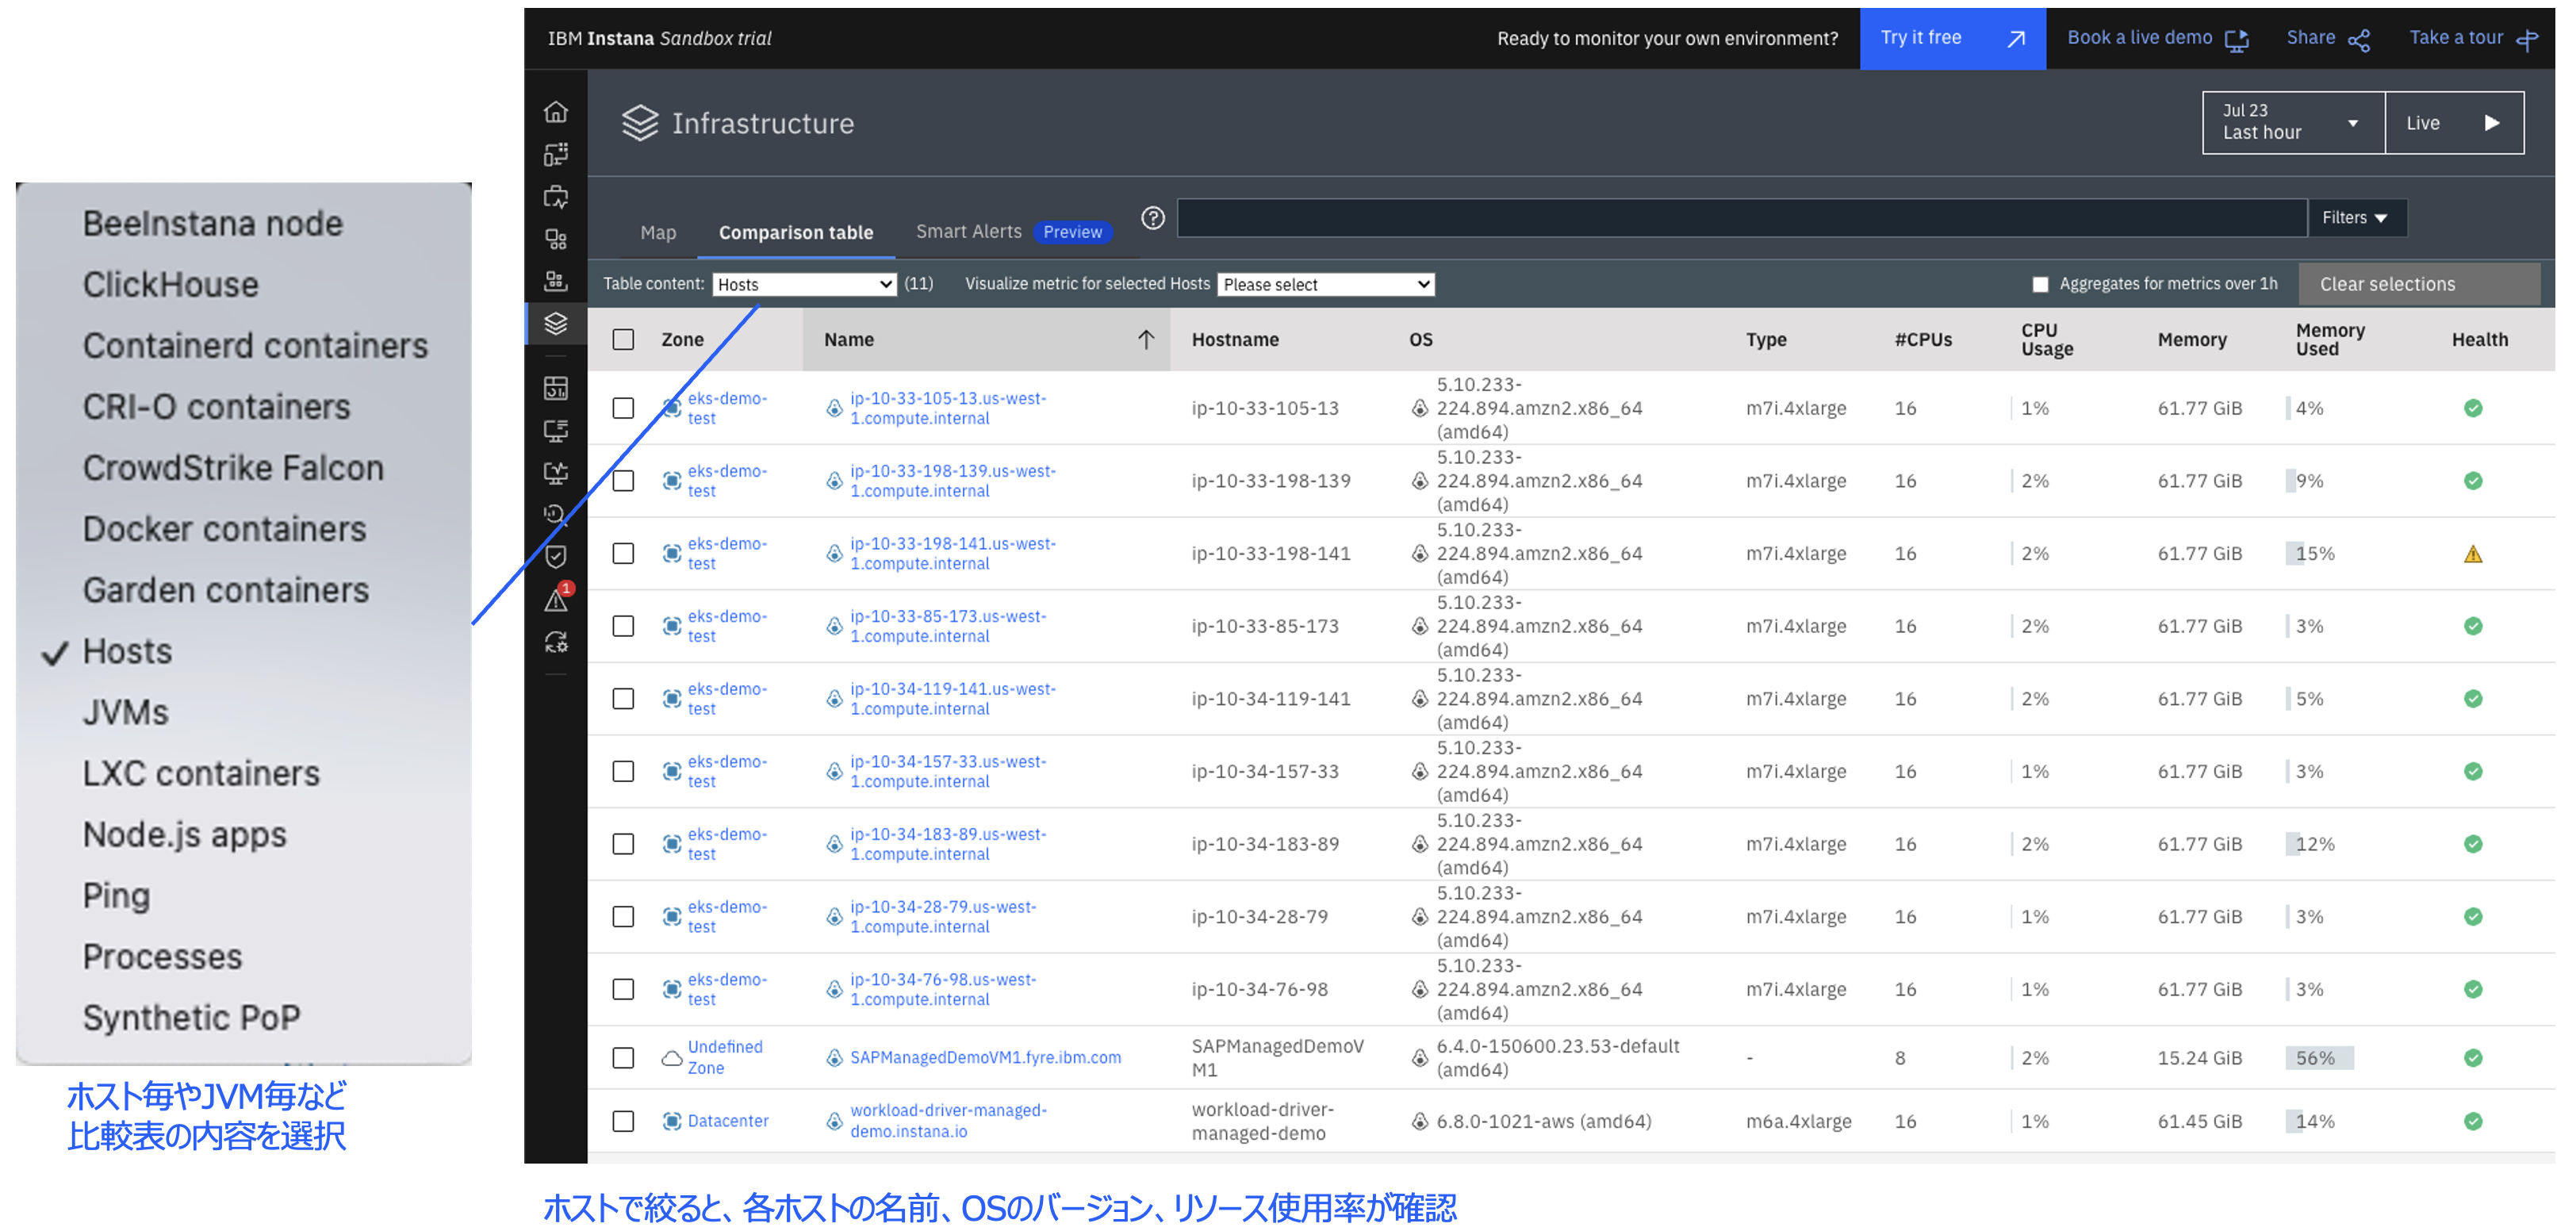 IBM Instana Sandbox trial
Ready to monitor your own environment?
Try it free
Book a live demo
Share
Take a tour
Infrastructure
Jul 23
Last hour
Live
Map
Comparison table
Smart Alerts
Preview
?
Filters
Table content:
Hosts
(11)
Visualize metric for selected Hosts
Please select
Aggregates for metrics over 1h
Clear selections
BeeInstana node
ClickHouse
Containerd containers
CRI-O containers
CrowdStrike Falcon
Docker containers
Garden containers
✓ Hosts
JVMs
LXC containers
Node.js apps
Ping
Processes
Synthetic PoP
ホスト毎やJVM毎など
比較表の内容を選択
1
Zone
Name
Hostname
OS
Type
#CPUs
CPU
Usage
Memory
Memory
Used
Health
eks-demo-
test
ip-10-33-105-13.us-west-
1.compute.internal
ip-10-33-105-13
5.10.233-
224.894.amzn2.x86_64
(amd64)
m7i.4xlarge
16
1%
61.77 GiB
4%
eks-demo-
test
ip-10-33-198-139.us-west-
1.compute.internal
ip-10-33-198-139
5.10.233-
224.894.amzn2.x86_64
(amd64)
m7i.4xlarge
16
2%
61.77 GiB
9%
eks-demo-
test
ip-10-33-198-141.us-west-
1.compute.internal
ip-10-33-198-141
5.10.233-
224.894.amzn2.x86_64
(amd64)
m7i.4xlarge
16
2%
61.77 GiB
15%
eks-demo-
test
ip-10-33-85-173.us-west-
1.compute.internal
ip-10-33-85-173
5.10.233-
224.894.amzn2.x86_64
(amd64)
m7i.4xlarge
16
2%
61.77 GiB
3%
eks-demo-
test
ip-10-34-119-141.us-west-
1.compute.internal
ip-10-34-119-141
5.10.233-
224.894.amzn2.x86_64
(amd64)
m7i.4xlarge
16
2%
61.77 GiB
5%
eks-demo-
test
ip-10-34-157-33.us-west-
1.compute.internal
ip-10-34-157-33
5.10.233-
224.894.amzn2.x86_64
(amd64)
m7i.4xlarge
16
1%
61.77 GiB
3%
eks-demo-
test
ip-10-34-183-89.us-west-
1.compute.internal
ip-10-34-183-89
5.10.233-
224.894.amzn2.x86_64
(amd64)
m7i.4xlarge
16
2%
61.77 GiB
12%
eks-demo-
test
ip-10-34-28-79.us-west-
1.compute.internal
ip-10-34-28-79
5.10.233-
224.894.amzn2.x86_64
(amd64)
m7i.4xlarge
16
1%
61.77 GiB
3%
eks-demo-
test
ip-10-34-76-98.us-west-
1.compute.internal
ip-10-34-76-98
5.10.233-
224.894.amzn2.x86_64
(amd64)
m7i.4xlarge
16
1%
61.77 GiB
3%
Undefined
Zone
SAPManagedDemoVM1.fyre.ibm.com
SAPManagedDemoV
M1
6.4.0-150600.23.53-default
(amd64)
-
8
2%
15.24 GiB
56%
Datacenter
workload-driver-managed-
demo.instana.io
workload-driver-
managed-demo
6.8.0-1021-aws (amd64)
m6a.4xlarge
16
1%
61.45 GiB
14%
ホストで絞ると、各ホストの名前、OSのバージョン、リソース使用率が確認